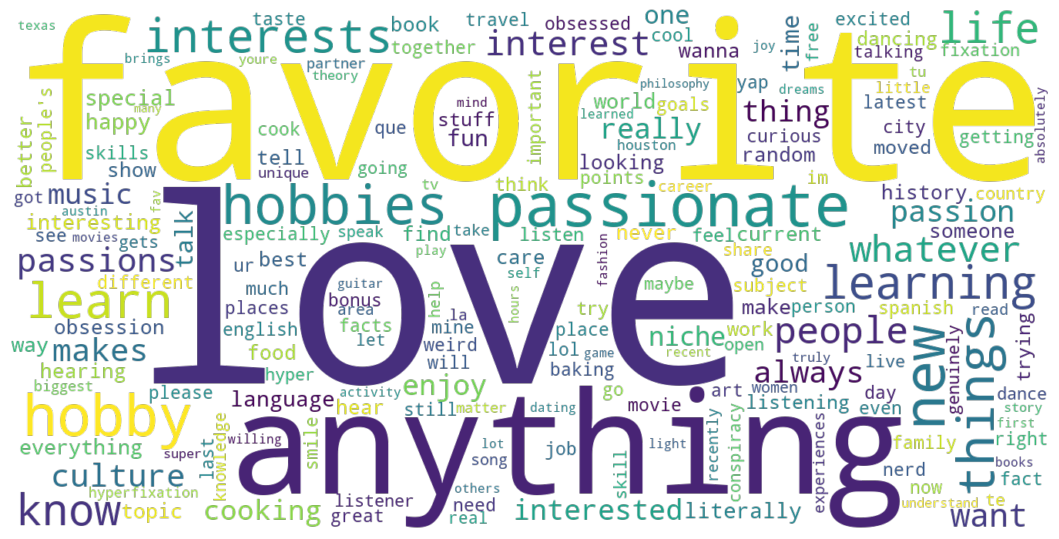 texas
interests
taste
partner
together
book
travel
obsessed
interest
one
cool
wanna
joy
time
free
excited
dancing
talking
life
fixation
favorite
brings
youre
theory
philosophy
yap
dreams
tu
little
latest
city
moved
getting
absolutely
better
people's
special
many
happy
skills
show
cook
tell
unique
que
going
mind
stuff
fun
important
world
learned
goals
really
houston
looking
points
thing
curious
random
im
got
music
austin
fav
interesting
see
movies
gets
talk
hobbies
tv
think
passionate
career
history
country
passion
someone
passions
different
especially
speak
find
take
listen
never
feel
current
share
whatever
learn
love
ur
best
much
places
play
care
self
fashion
maybe
good
subject
learning
obsession
english
guitar
bonus
area
facts
let
help
la
mine
weird
will
hours
try
place
niche
make
person
work
open
people
spanish
read
new
things
genuinely
trying
way
makes
hearing
biggest
please
food
hyper
activity
enjoy
lol
baking
game
go
recent
always
truly
live
hobby
language
hear
still
matter
dating
movie
art
women
listening
day
even
dance
story
first
right
everything
super
last
willing
knowledge
smile
anything
lot
song
job
light
skill
recently
conspiracy
experiences
family
nerd
books
fact
culture
hyperfixation
know
topic
cooking
listener
great
others
need
real
interested
literally
now
understand
te
want